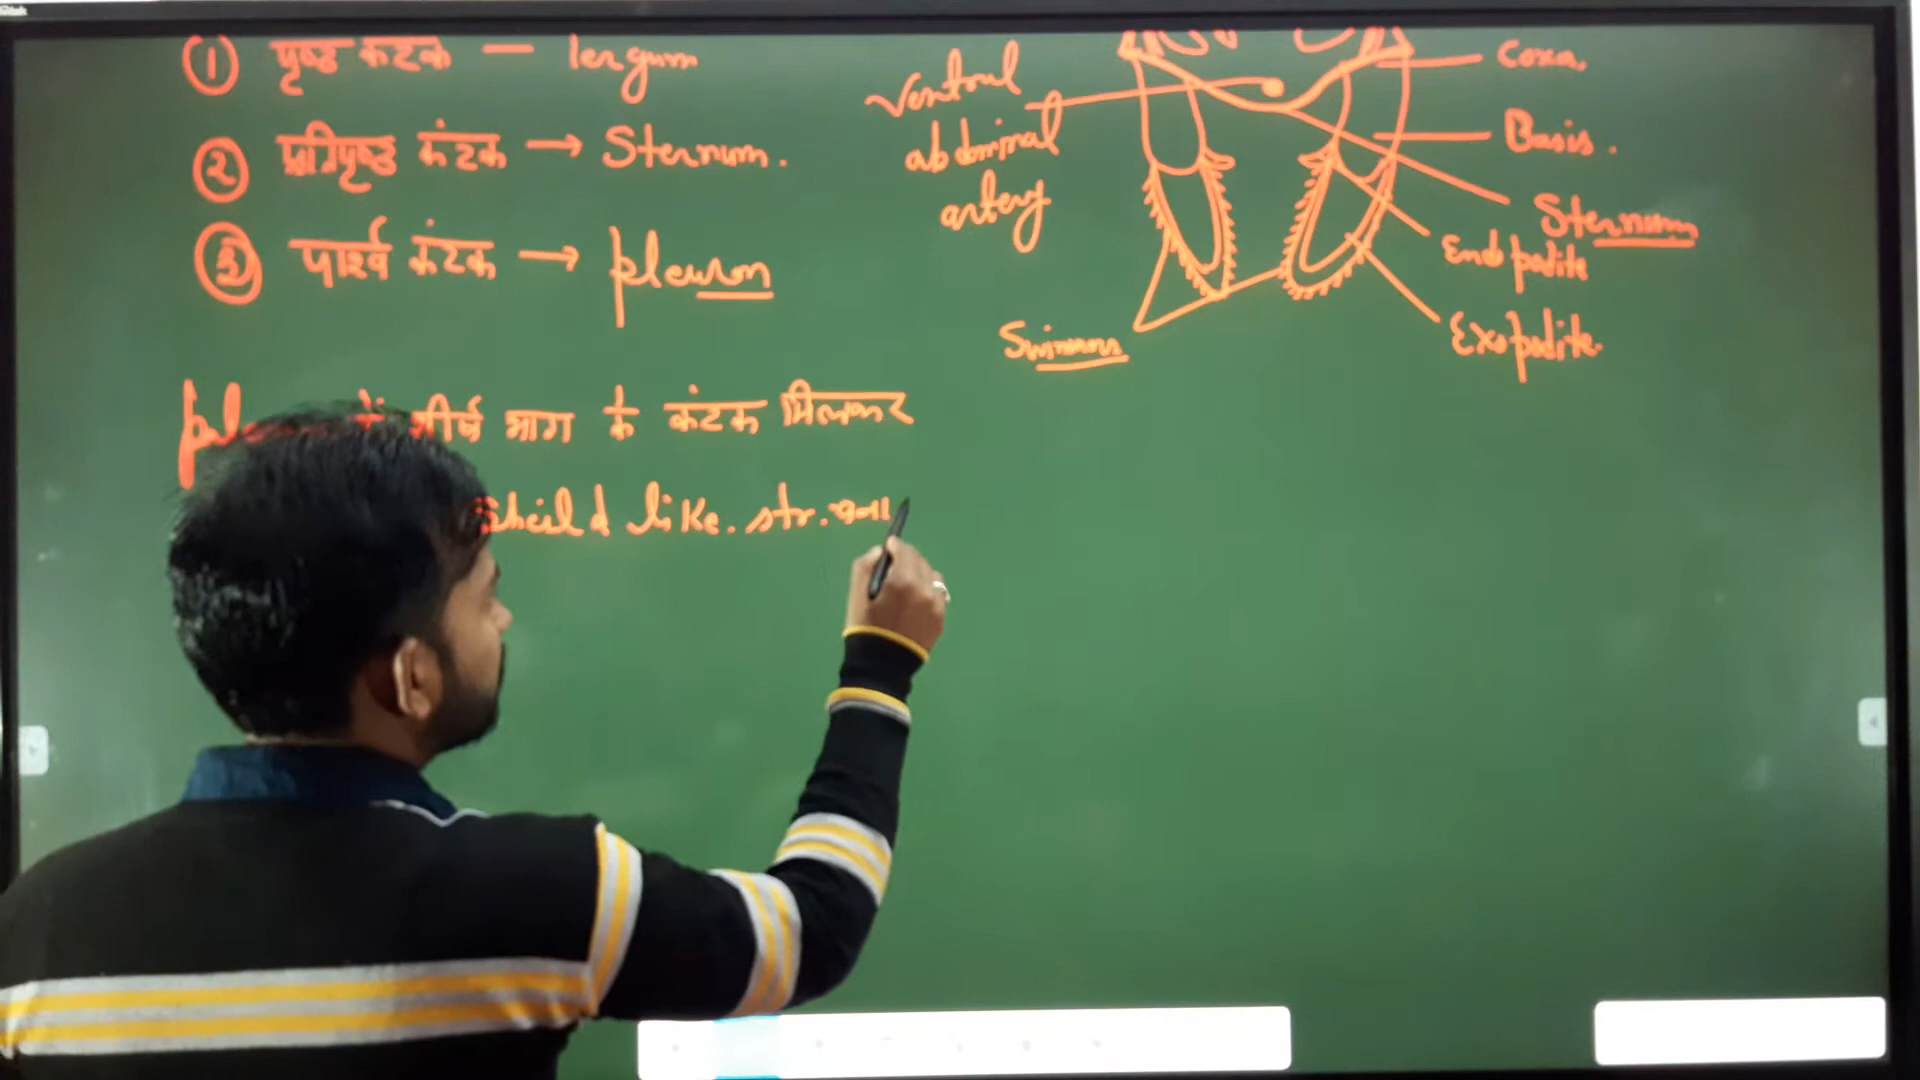 ① पृष्ठ कंटक — Tergum
② प्रतिपृष्ठ कंटक → Sternum.
③ पार्श्व कंटक → pleuron
शीर्ष भाग के कंटक मिलकर
Sheild like. str. बना
Ventral
abdominal
artery
Coxa.
Basis.
Sternum
Endopodite
Exopodite.